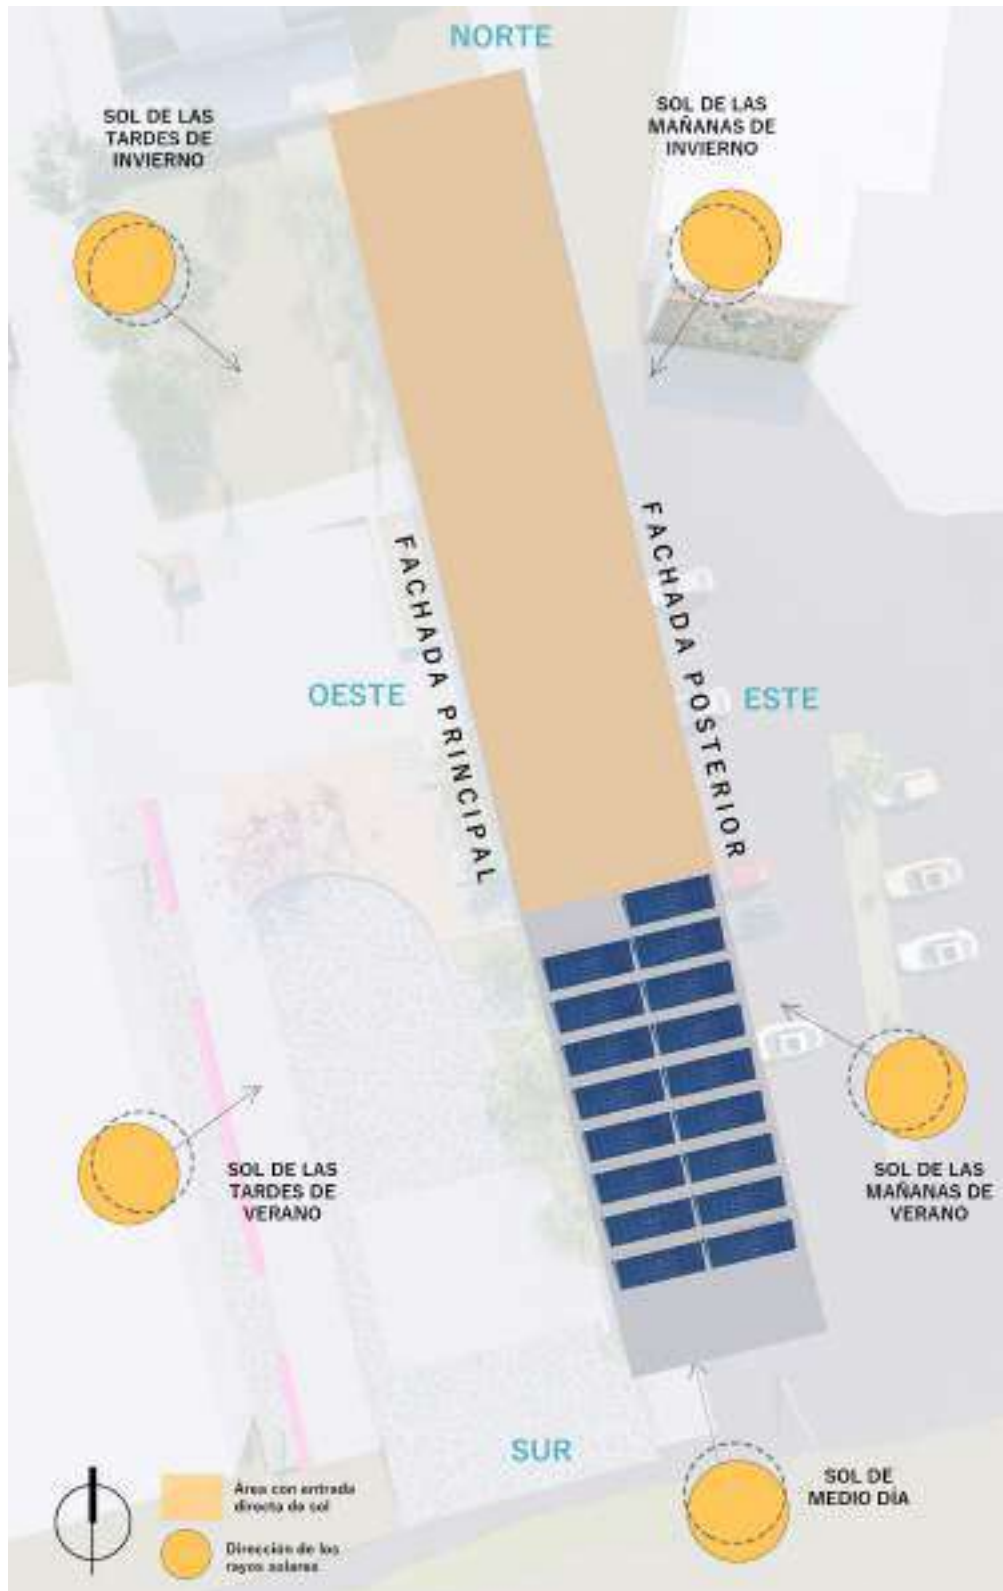 NORTE
SOL DE LAS
TARDES DE
INVIERNO
SOL DE LAS
MAÑANAS DE
INVIERNO
FACHADA PRINCIPAL
FACHADA POSTERIOR
OESTE
ESTE
SOL DE LAS
TARDES DE
VERANO
SOL DE LAS
MAÑANAS DE
VERANO
SUR
SOL DE
MEDIO DÍA
Área con entrada
directa de sol
Dirección de los
rayos solares